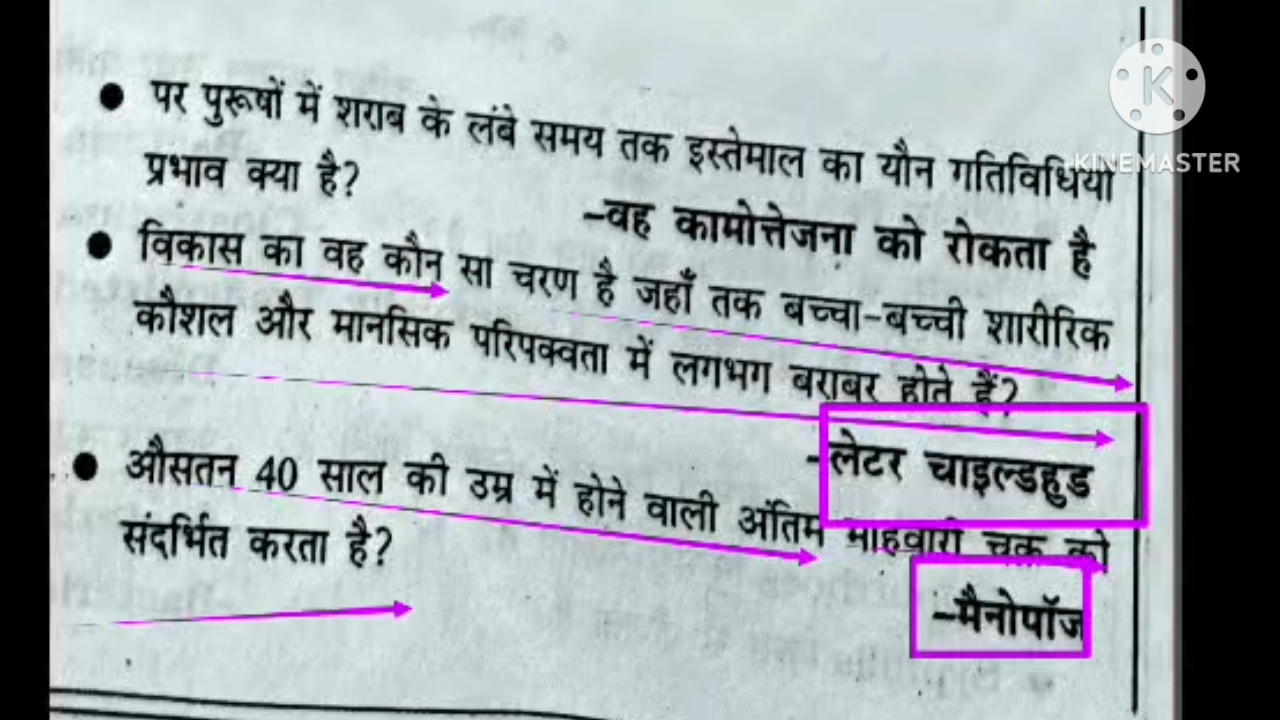 • पर पुरूषों में शराब के लंबे समय तक इस्तेमाल का यौन गतिविधियों
प्रभाव क्या है?
–वह कामोत्तेजना को रोकता है
• विकास का वह कौन सा चरण है जहाँ तक बच्चा-बच्ची शारीरिक
कौशल और मानसिक परिपक्वता में लगभग बराबर होते हैं?
–लेटर चाइल्डहुड
• औसतन 40 साल की उम्र में होने वाली अंतिम माहवारी चक्र को
संदर्भित करता है?
–मैनोपॉज
K
KINEMASTER